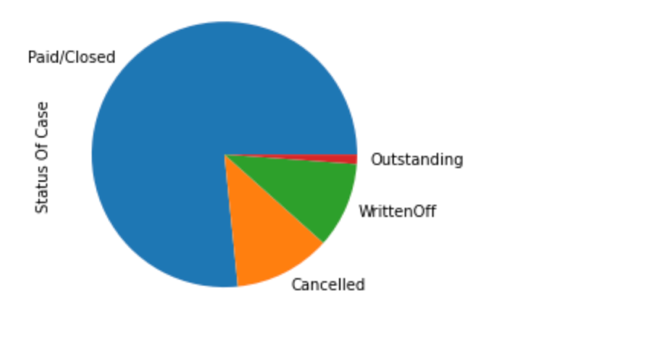 Paid/Closed
Status Of Case
Outstanding
WrittenOff
Cancelled